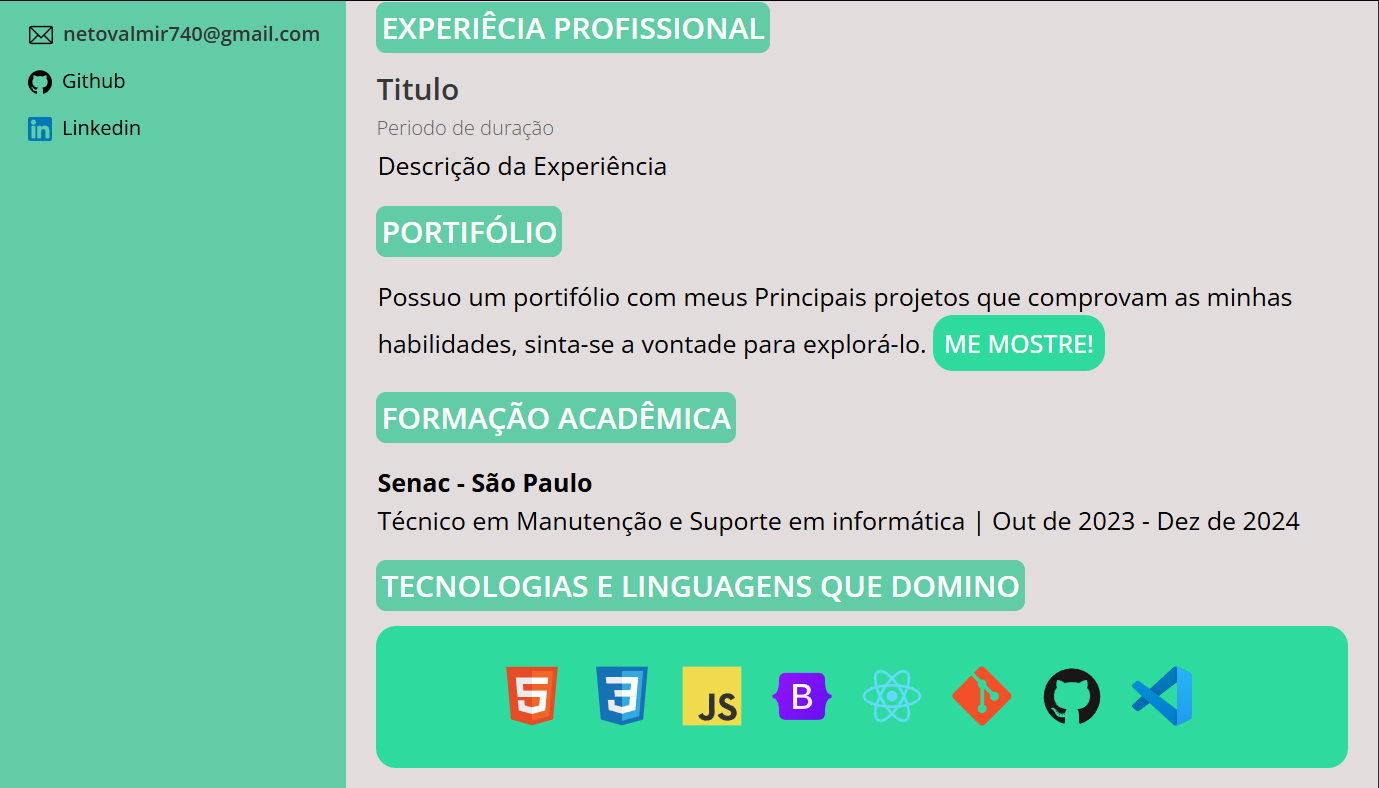 netovalmir740@gmail.com
Github
Linkedin
EXPERIÊCIA PROFISSIONAL
Titulo
Periodo de duração
Descrição da Experiência
PORTIFÓLIO
Possuo um portifólio com meus Principais projetos que comprovam as minhas
habilidades, sinta-se a vontade para explorá-lo. ME MOSTRE!
FORMAÇÃO ACADÊMICA
Senac - São Paulo
Técnico em Manutenção e Suporte em informática | Out de 2023 - Dez de 2024
TECNOLOGIAS E LINGUAGENS QUE DOMINO
5 3 JS B